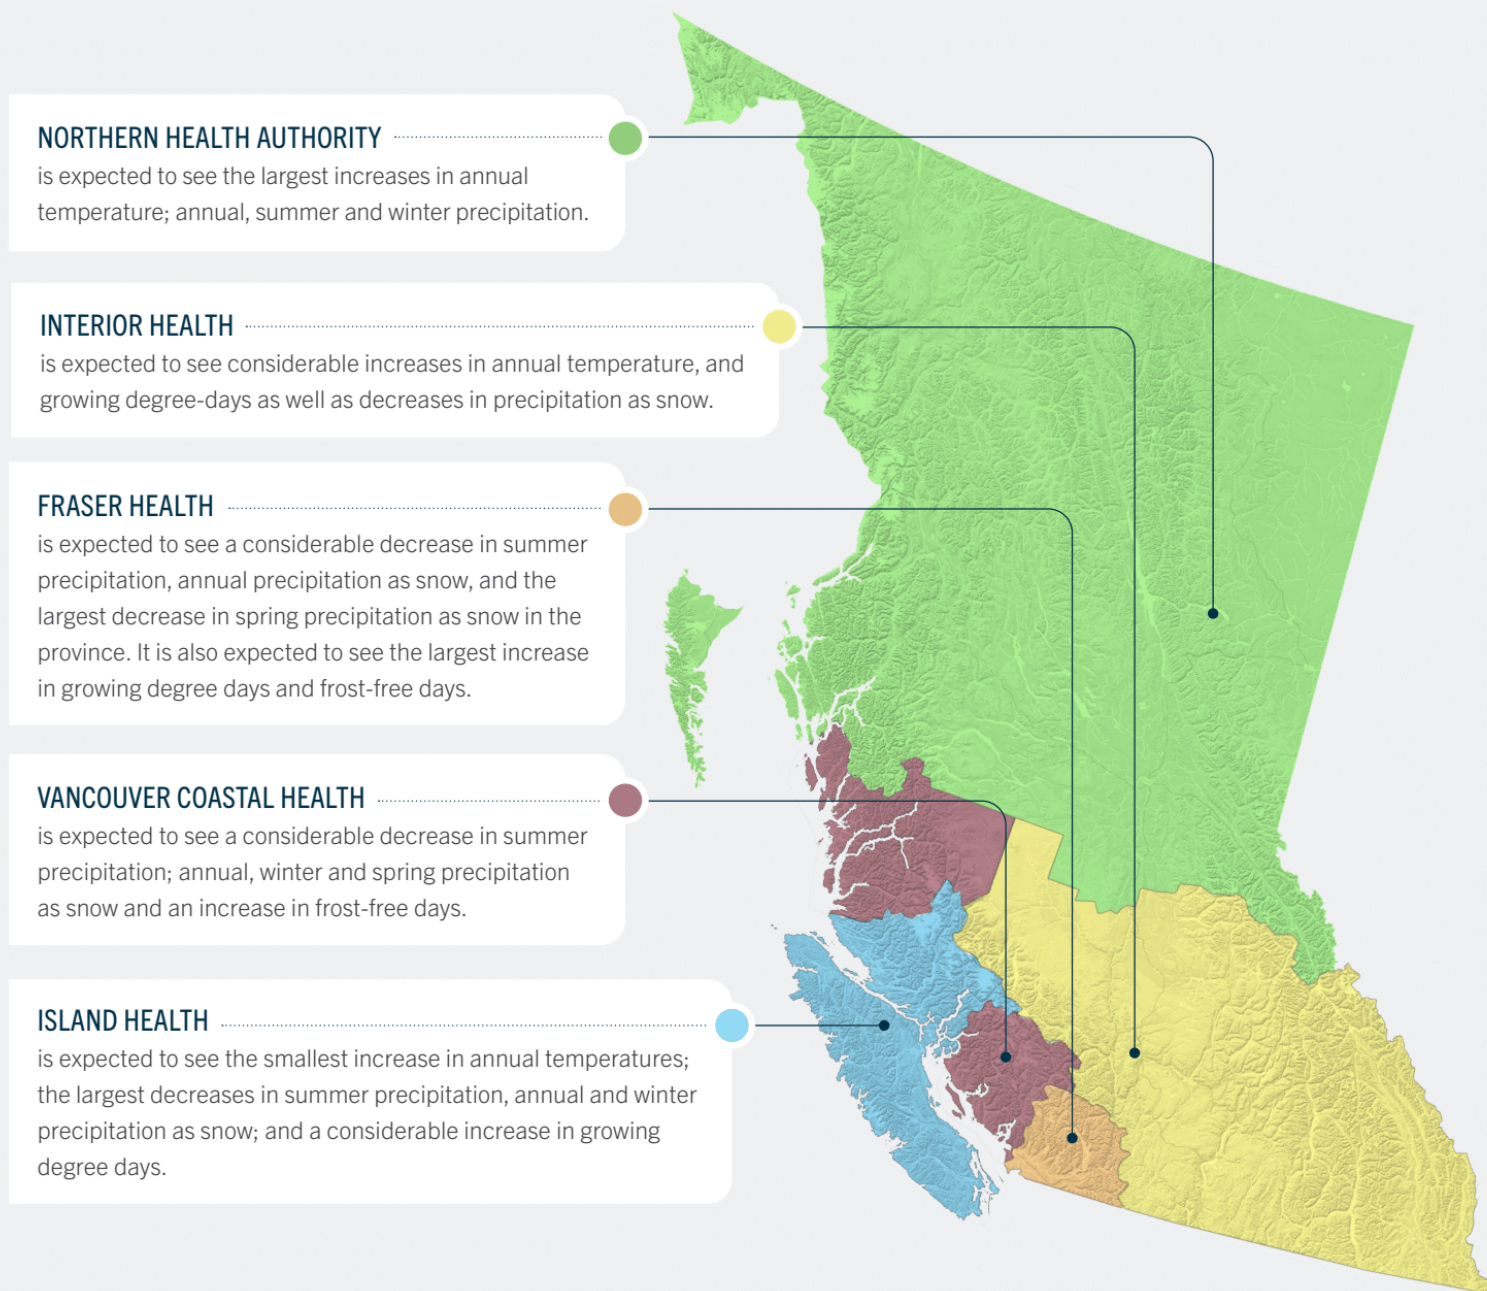 NORTHERN HEALTH AUTHORITY
is expected to see the largest increases in annual
temperature; annual, summer and winter precipitation.
INTERIOR HEALTH
is expected to see considerable increases in annual temperature, and
growing degree-days as well as decreases in precipitation as snow.
FRASER HEALTH
is expected to see a considerable decrease in summer
precipitation, annual precipitation as snow, and the
largest decrease in spring precipitation as snow in the
province. It is also expected to see the largest increase
in growing degree days and frost-free days.
VANCOUVER COASTAL HEALTH
is expected to see a considerable decrease in summer
precipitation; annual, winter and spring precipitation
as snow and an increase in frost-free days.
ISLAND HEALTH
is expected to see the smallest increase in annual temperatures;
the largest decreases in summer precipitation, annual and winter
precipitation as snow; and a considerable increase in growing
degree days.